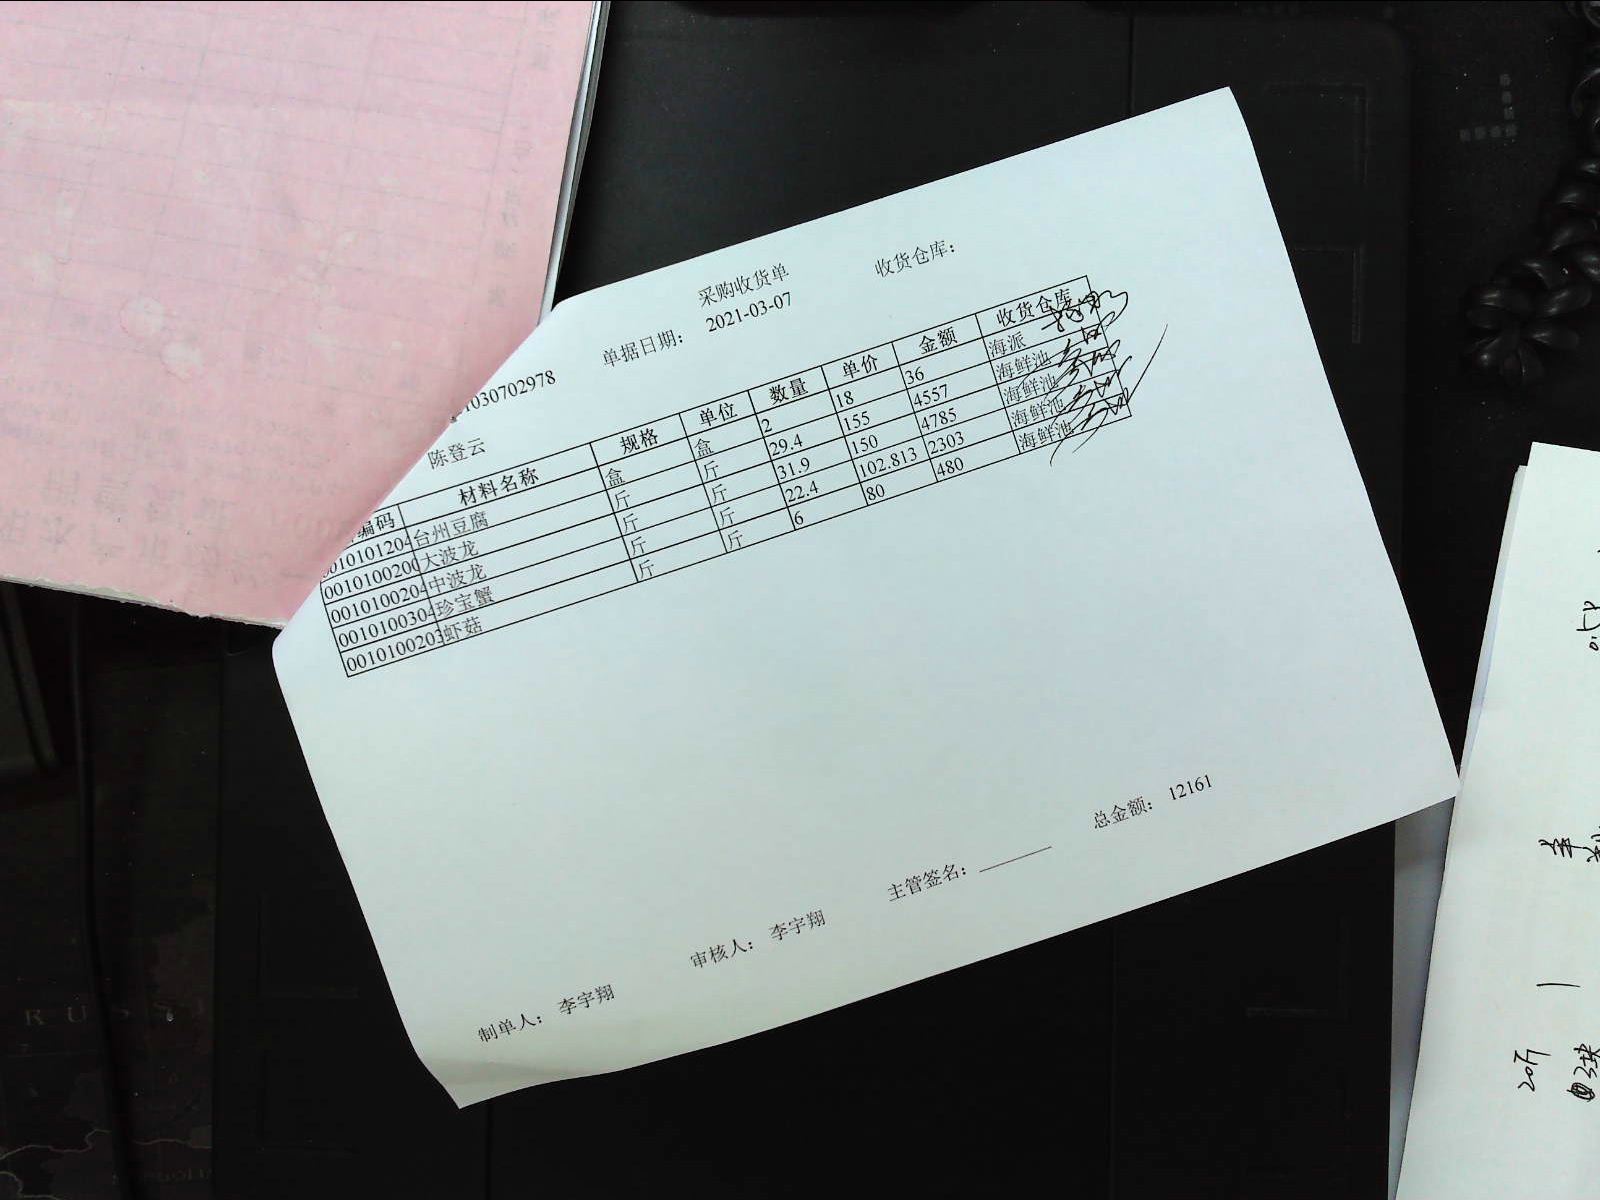 采购收货单
收货仓库：
单据日期： 2021-03-07
1030702978
陈登云
编码 材料名称 规格 单位 数量 单价 金额 收货仓库
0010101204 台州豆腐 盒 盒 2 18 36 海派
0010100200 大波龙 斤 斤 29.4 155 4557 海鲜池
0010100204 中波龙 斤 斤 31.9 150 4785 海鲜池
0010100304 珍宝蟹 斤 斤 22.4 102.813 2303 海鲜池
0010100203 虾菇 斤 斤 6 80 480 海鲜池
制单人： 李宇翔 审核人： 李宇翔 主管签名： 总金额： 12161